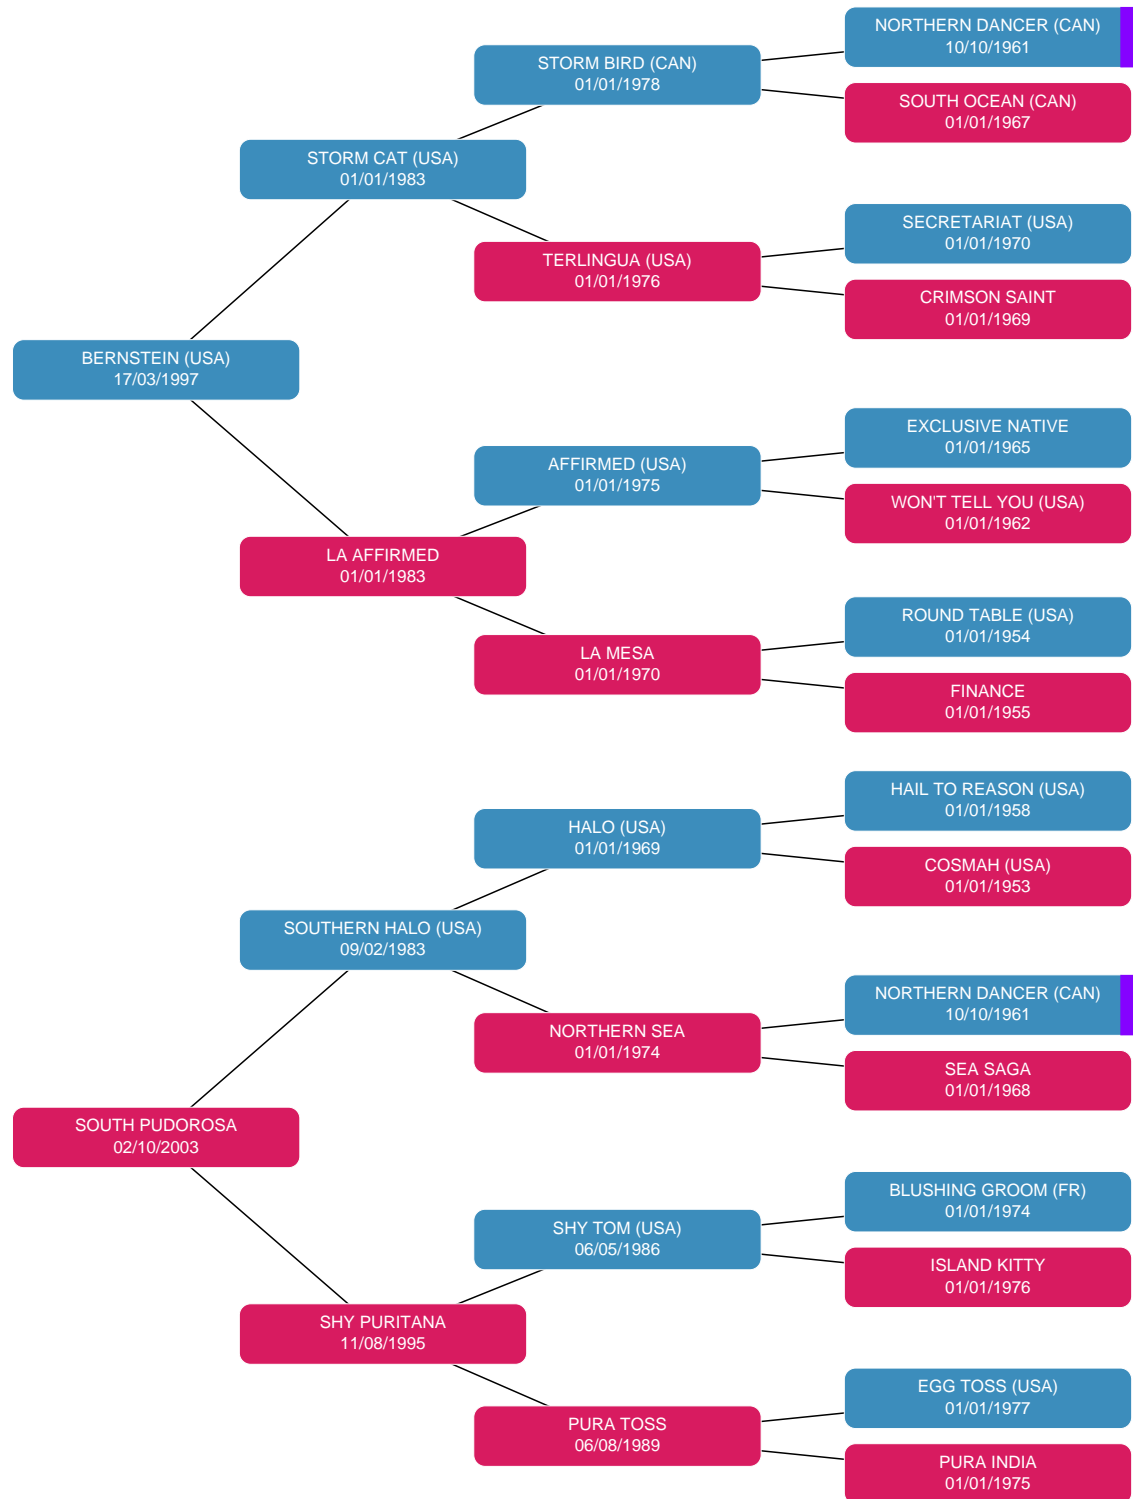 NORTHERN DANCER (CAN)
10/10/1961
STORM BIRD (CAN)
01/01/1978
SOUTH OCEAN (CAN)
01/01/1967
STORM CAT (USA)
01/01/1983
SECRETARIAT (USA)
01/01/1970
TERLINGUA (USA)
01/01/1976
CRIMSON SAINT
01/01/1969
BERNSTEIN (USA)
17/03/1997
EXCLUSIVE NATIVE
01/01/1965
AFFIRMED (USA)
01/01/1975
WON'T TELL YOU (USA)
01/01/1962
LA AFFIRMED
01/01/1983
ROUND TABLE (USA)
01/01/1954
LA MESA
01/01/1970
FINANCE
01/01/1955
HAIL TO REASON (USA)
01/01/1958
HALO (USA)
01/01/1969
COSMAH (USA)
01/01/1953
SOUTHERN HALO (USA)
09/02/1983
NORTHERN DANCER (CAN)
10/10/1961
NORTHERN SEA
01/01/1974
SEA SAGA
01/01/1968
SOUTH PUDOROSA
02/10/2003
BLUSHING GROOM (FR)
01/01/1974
SHY TOM (USA)
06/05/1986
ISLAND KITTY
01/01/1976
SHY PURITANA
11/08/1995
EGG TOSS (USA)
01/01/1977
PURA TOSS
06/08/1989
PURA INDIA
01/01/1975